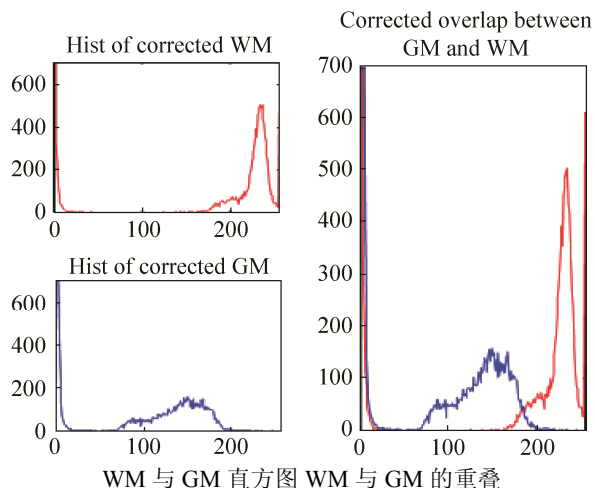 Hist of corrected WM
600
400
200
0
0 100 200
Hist of corrected GM
600
400
200
0
0 100 200
Corrected overlap between
GM and WM
700
600
500
400
300
200
100
0
0 100 200
WM 与 GM 直方图 WM 与 GM 的重叠